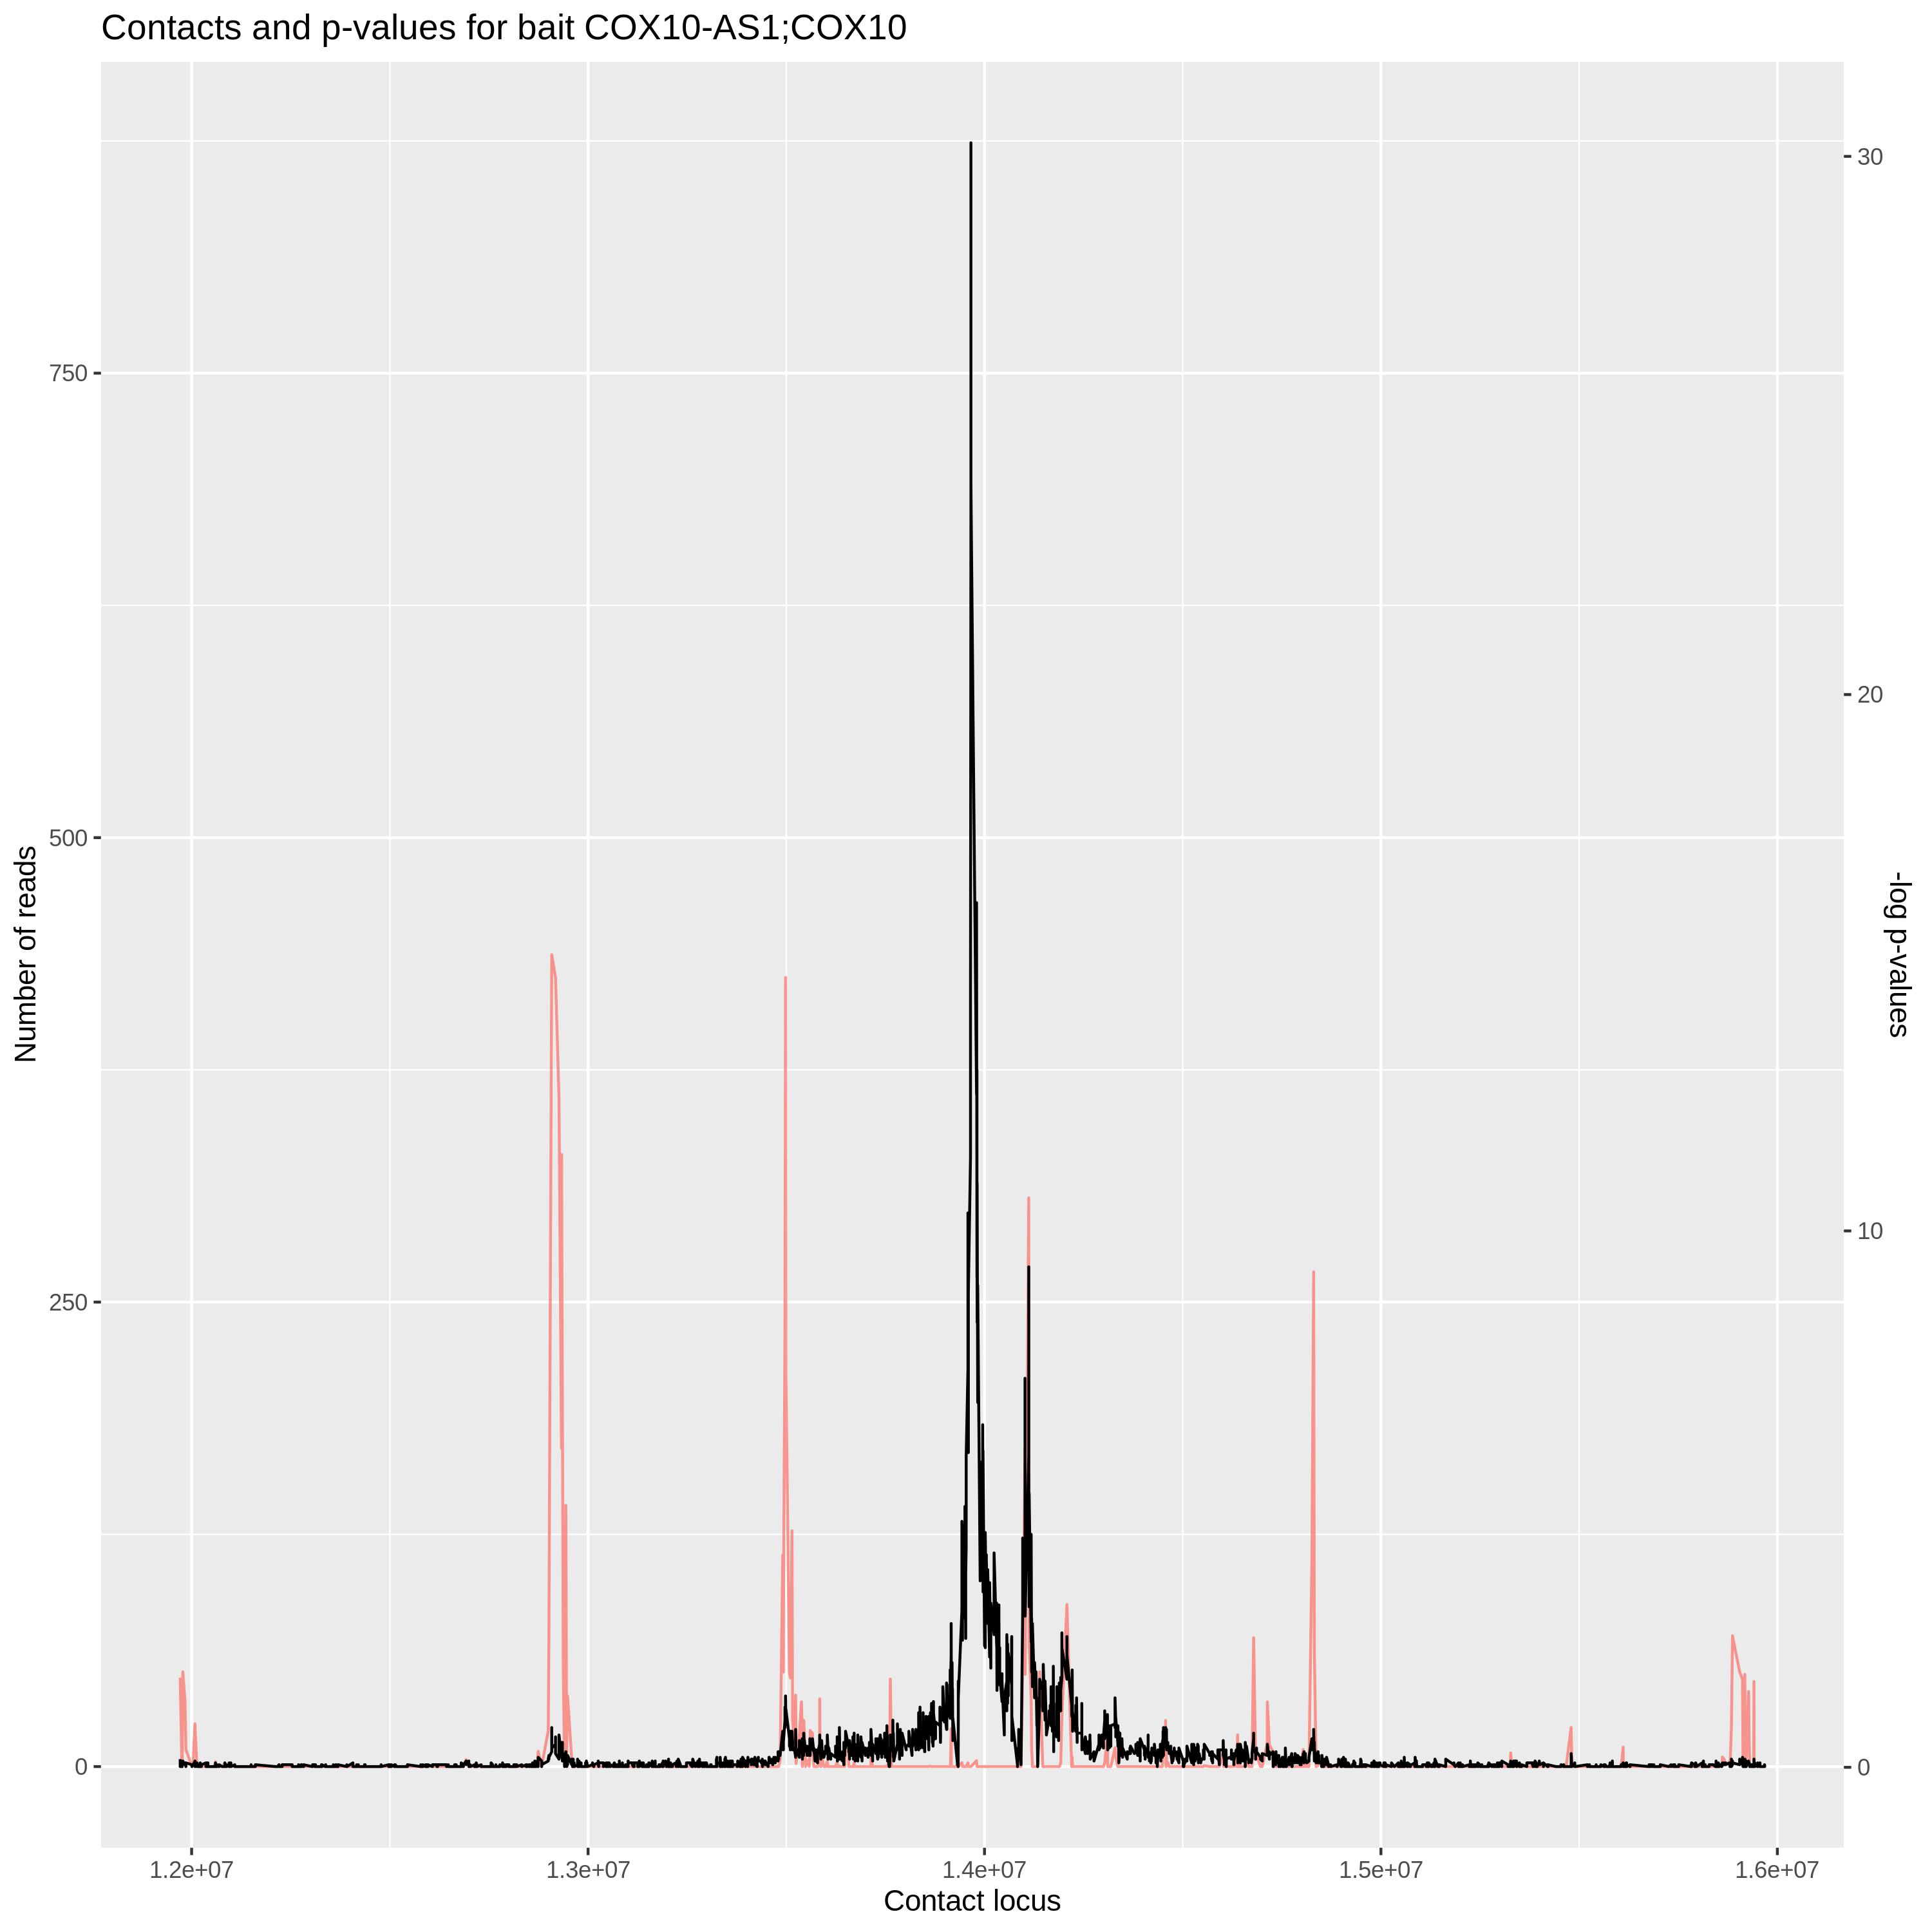 Contacts and p-values for bait COX10-AS1;COX10
30
750
20
500
Number of reads
-log p-values
10
250
0
0
1.2e+07 1.3e+07 1.4e+07 1.5e+07 1.6e+07
Contact locus